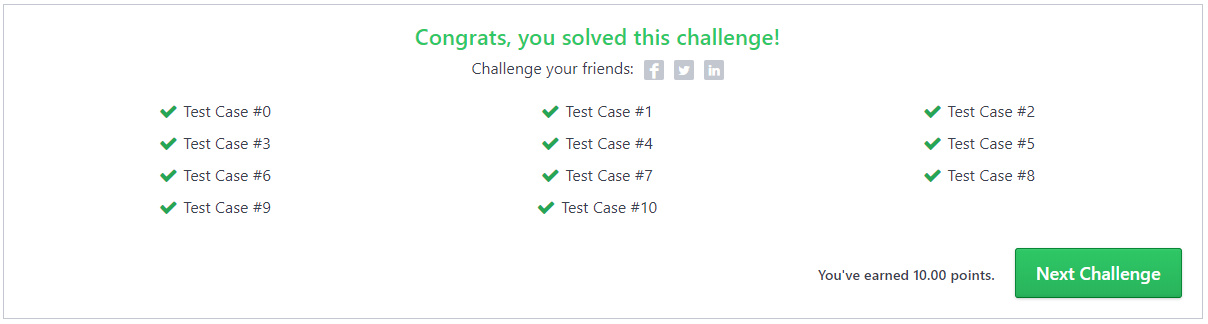 Congrats, you solved this challenge!
Challenge your friends:
Test Case #0 Test Case #1 Test Case #2
Test Case #3 Test Case #4 Test Case #5
Test Case #6 Test Case #7 Test Case #8
Test Case #9 Test Case #10
You've earned 10.00 points. Next Challenge